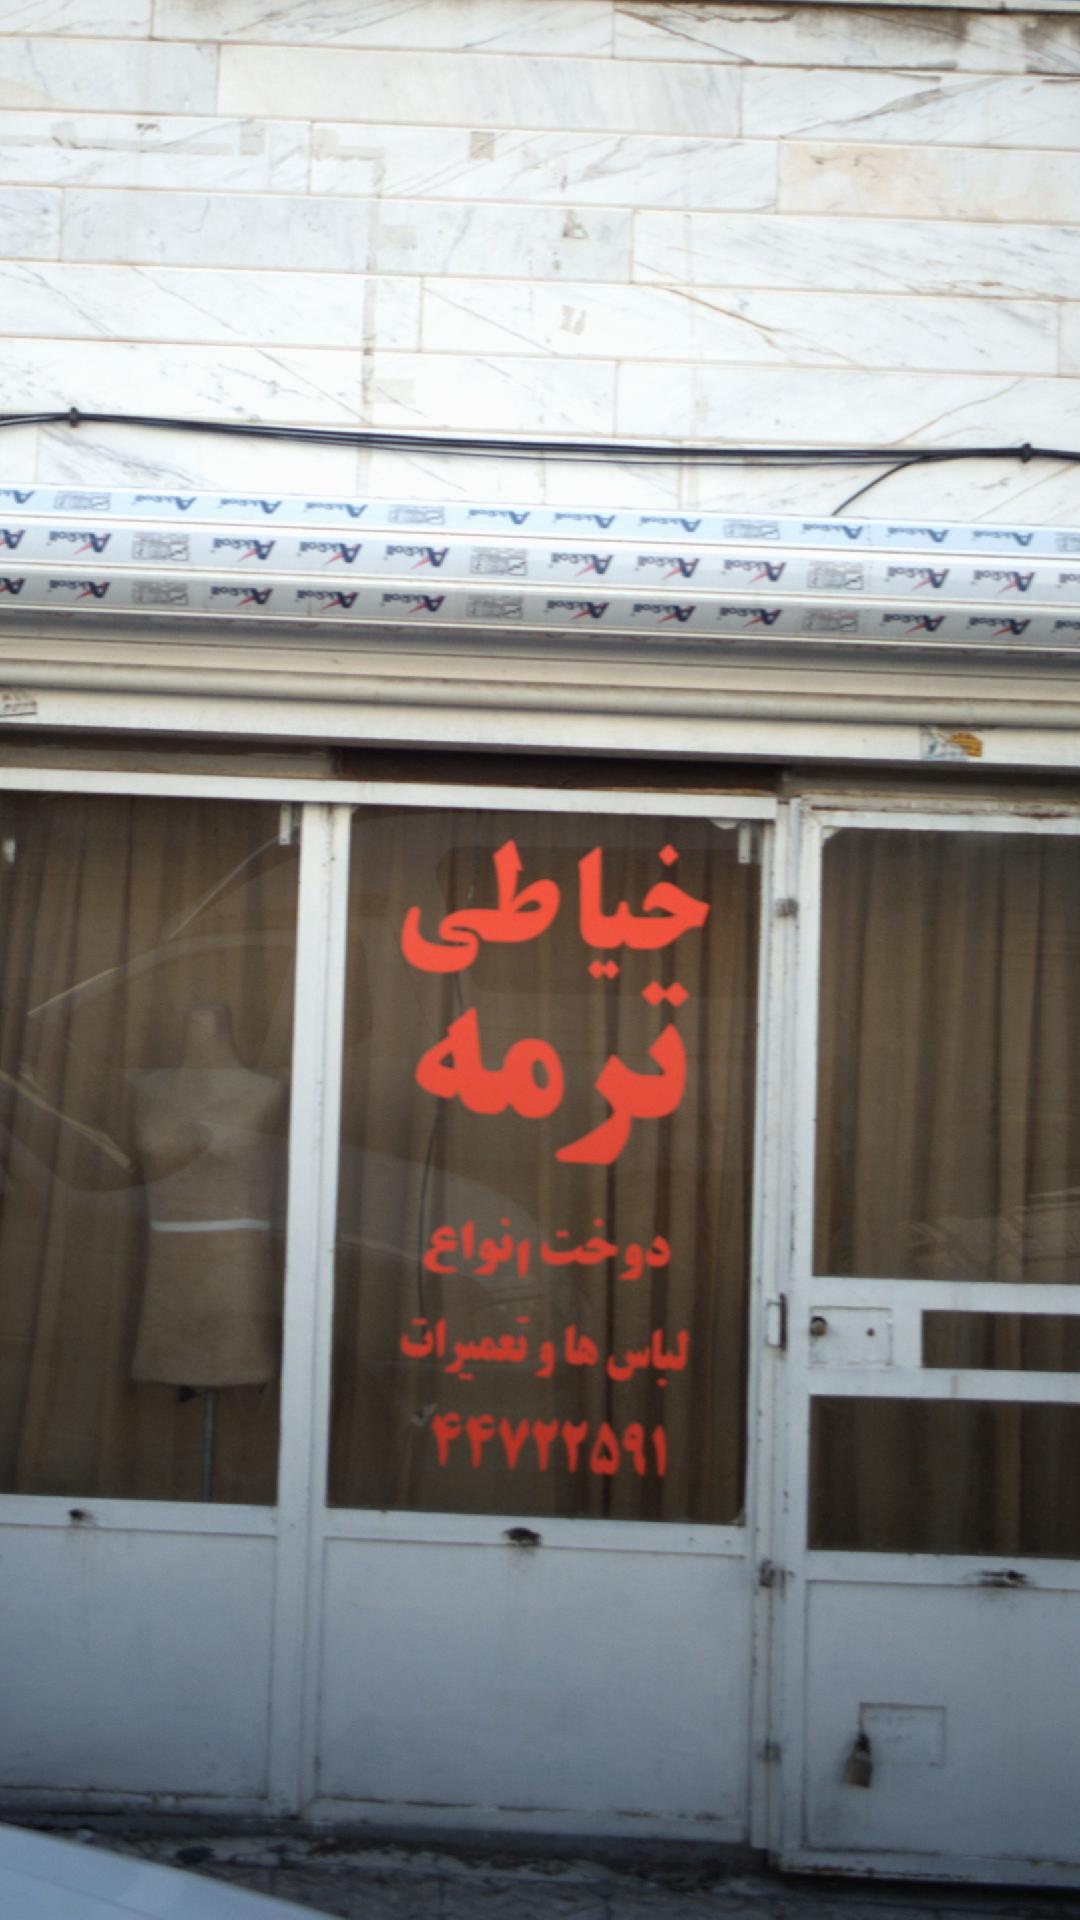 خیاطی
ترمه
دوخت انواع
لباس ها و تعمیرات
۴۴۷۲۲۵۹۱